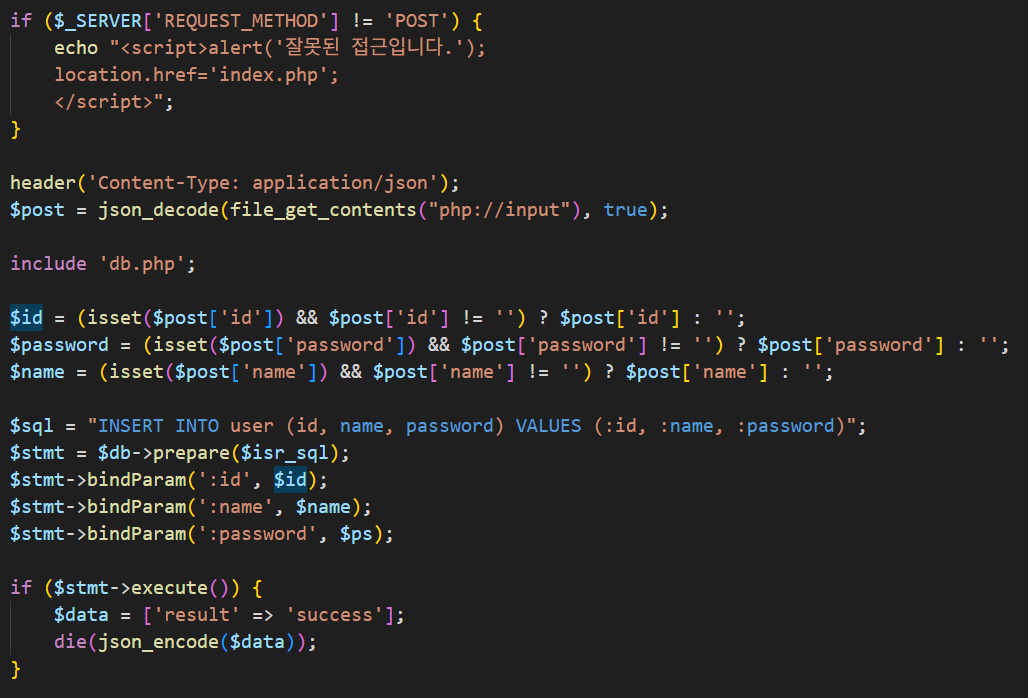 if ($_SERVER['REQUEST_METHOD'] != 'POST') {
    echo "<script>alert('잘못된 접근입니다.');
    location.href='index.php';
    </script>";
}

header('Content-Type: application/json');
$post = json_decode(file_get_contents("php://input"), true);

include 'db.php';

$id = (isset($post['id']) && $post['id'] != '') ? $post['id'] : '';
$password = (isset($post['password']) && $post['password'] != '') ? $post['password'] : '';
$name = (isset($post['name']) && $post['name'] != '') ? $post['name'] : '';

$sql = "INSERT INTO user (id, name, password) VALUES (:id, :name, :password)";
$stmt = $db->prepare($isr_sql);
$stmt->bindParam(':id', $id);
$stmt->bindParam(':name', $name);
$stmt->bindParam(':password', $ps);

if ($stmt->execute()) {
    $data = ['result' => 'success'];
    die(json_encode($data));
}